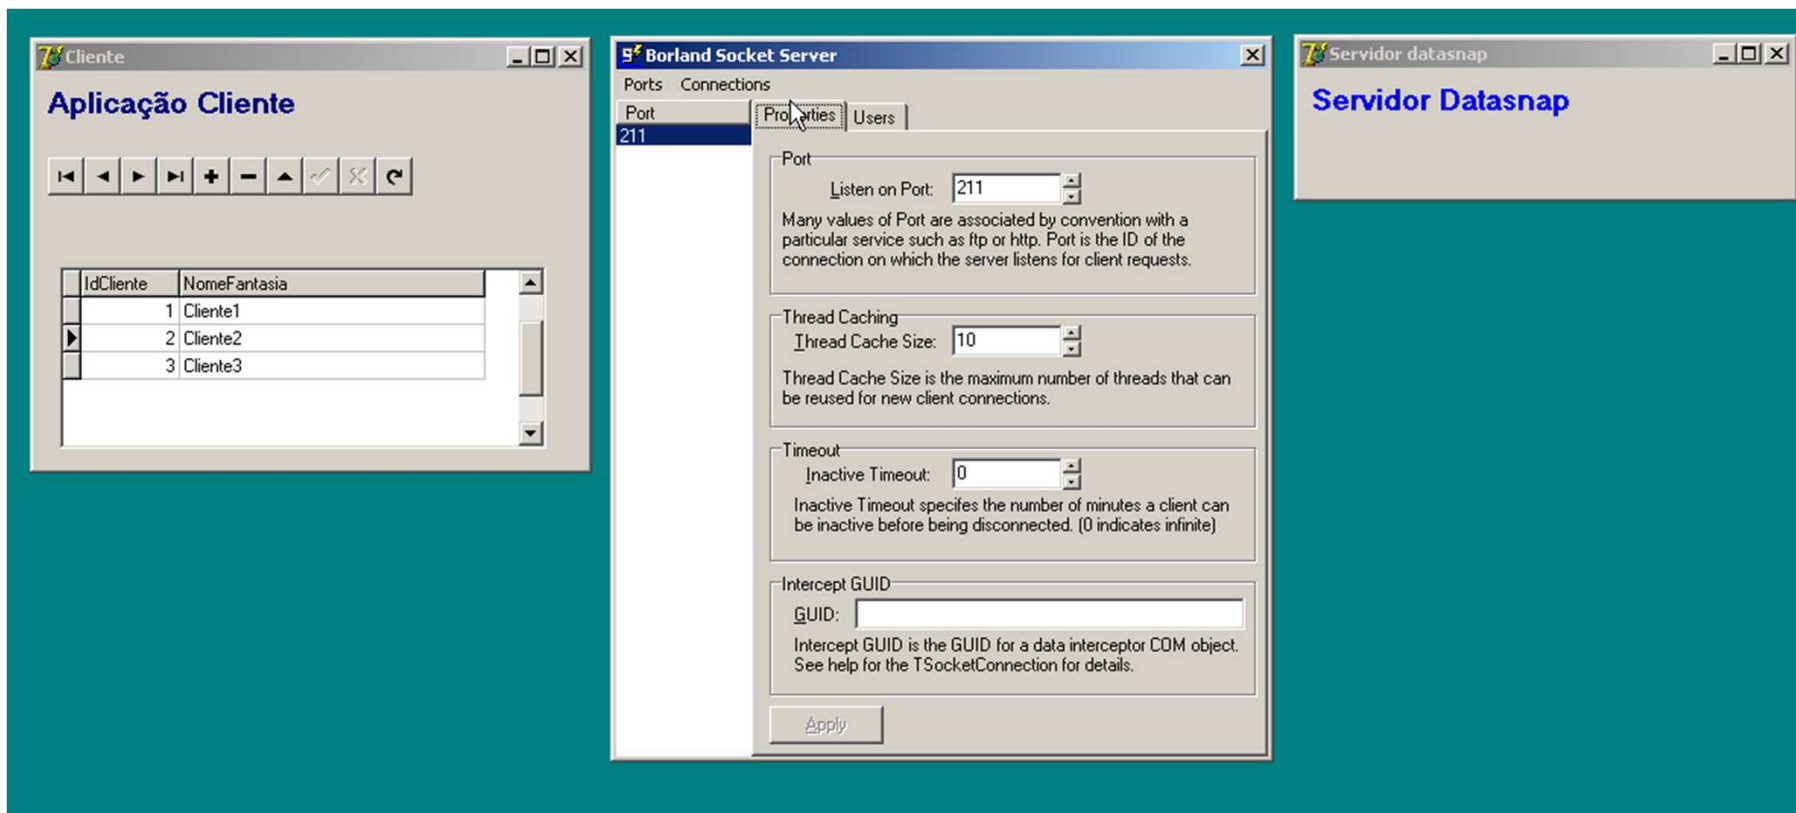 Cliente
Aplicação Cliente
IdCliente NomeFantasia
1 Cliente1
2 Cliente2
3 Cliente3
Borland Socket Server
Ports Connections
Port
211
Properties Users
Port
Listen on Port: 211
Many values of Port are associated by convention with a
particular service such as ftp or http. Port is the ID of the
connection on which the server listens for client requests.
Thread Caching
Thread Cache Size: 10
Thread Cache Size is the maximum number of threads that can
be reused for new client connections.
Timeout
Inactive Timeout: 0
Inactive Timeout specifes the number of minutes a client can
be inactive before being disconnected. (0 indicates infinite)
Intercept GUID
GUID:
Intercept GUID is the GUID for a data interceptor COM object.
See help for the TSocketConnection for details.
Apply
Servidor datasnap
Servidor Datasnap